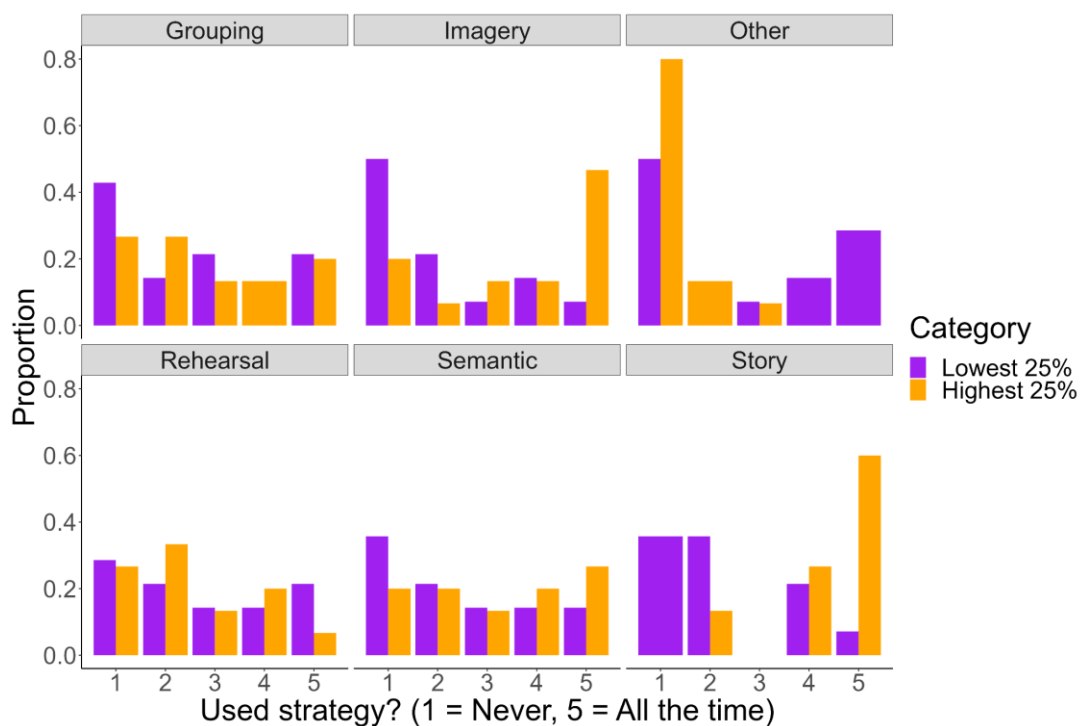 Grouping Imagery Other
0.8
0.6
0.4
0.2
0.0
Rehearsal Semantic Story
0.8
0.6
0.4
0.2
0.0
1 2 3 4 5 1 2 3 4 5 1 2 3 4 5
Proportion
Used strategy? (1 = Never, 5 = All the time)
Category
Lowest 25%
Highest 25%